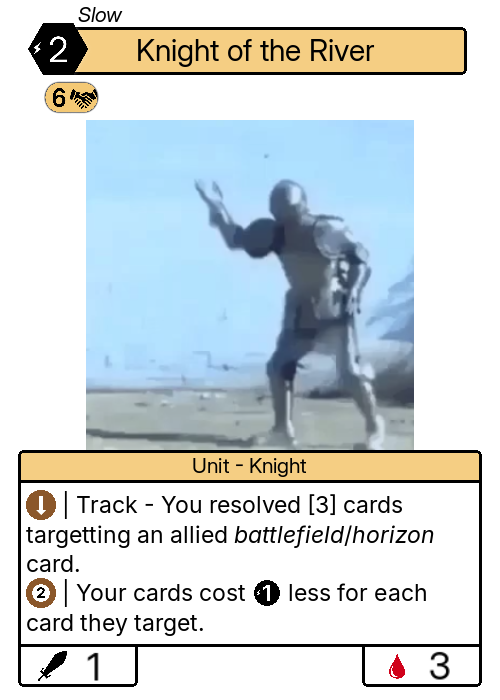 Slow
2 Knight of the River
6
Unit - Knight
| Track - You resolved [3] cards
targetting an allied battlefield/horizon
card.
2 | Your cards cost 1 less for each
card they target.
1 3